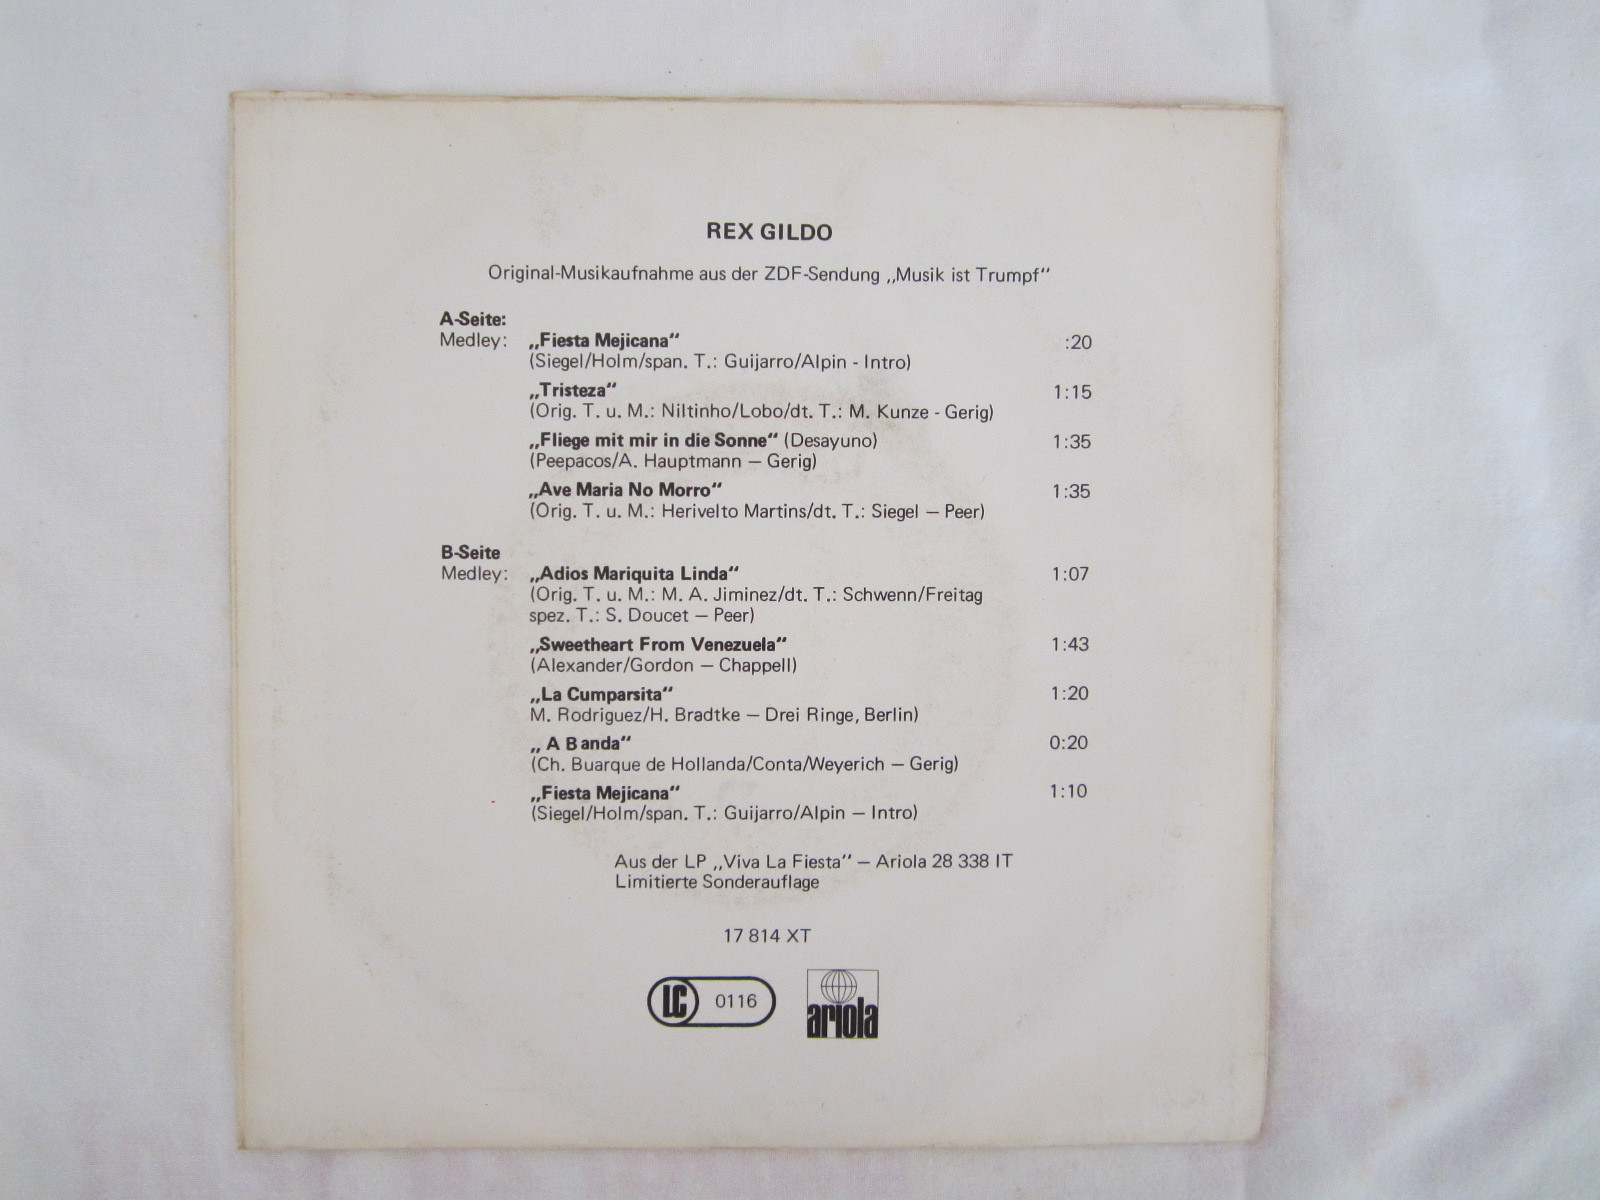 REX GILDO
Original-Musikaufnahme aus der ZDF-Sendung „Musik ist Trumpf“
A-Seite:
Medley: „Fiesta Mejicana“ :20
(Siegel/Holm/span. T.: Guijarro/Alpin - Intro)
„Tristeza“ 1:15
(Orig. T. u. M.: Niltinho/Lobo/dt. T.: M. Kunze - Gerig)
„Fliege mit mir in die Sonne“ (Desayuno) 1:35
(Peepacos/A. Hauptmann — Gerig)
„Ave Maria No Morro“ 1:35
(Orig. T. u. M.: Herivelto Martins/dt. T.: Siegel — Peer)
B-Seite
Medley: „Adios Mariquita Linda“ 1:07
(Orig. T. u. M.: M. A. Jiminez/dt. T.: Schwenn/Freitag
spez. T.: S. Doucet — Peer)
„Sweetheart From Venezuela“ 1:43
(Alexander/Gordon — Chappell)
„La Cumparsita“ 1:20
M. Rodriguez/H. Bradtke — Drei Ringe, Berlin)
„ A Banda“ 0:20
(Ch. Buarque de Hollanda/Conta/Weyerich — Gerig)
„Fiesta Mejicana“ 1:10
(Siegel/Holm/span. T.: Guijarro/Alpin — Intro)
Aus der LP „Viva La Fiesta“ — Ariola 28 338 IT
Limitierte Sonderauflage
17 814 XT
LC 0116 ariola